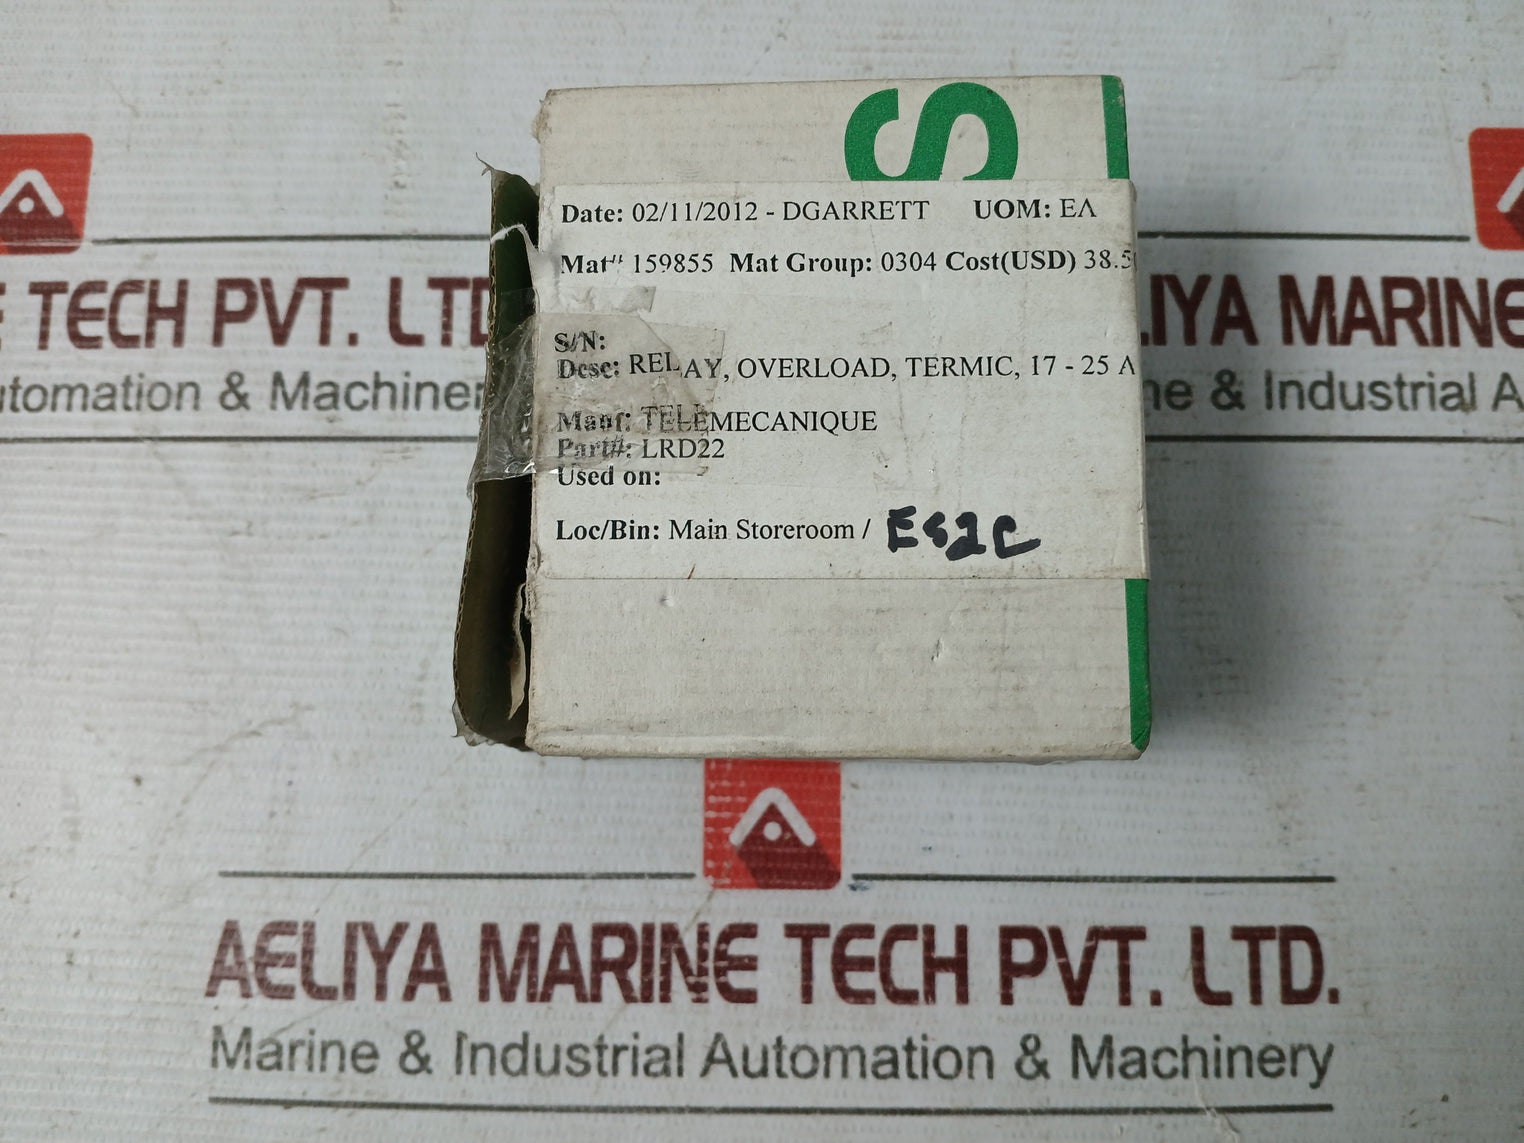 S
Date: 02/11/2012 - DGARRETT UOM: EA
Mat# 159855 Mat Group: 0304 Cost(USD) 38.5
S/N:
Desc: RELAY, OVERLOAD, TERMIC, 17 - 25 A
Manf: TELEMECANIQUE
Part#: LRD22
Used on:
Loc/Bin: Main Storeroom /
E TECH PVT. LTD
utomation & Machiner
LIYA MARINE
ne & Industrial A
AELIYA MARINE TECH PVT. LTD.
Marine & Industrial Automation & Machinery